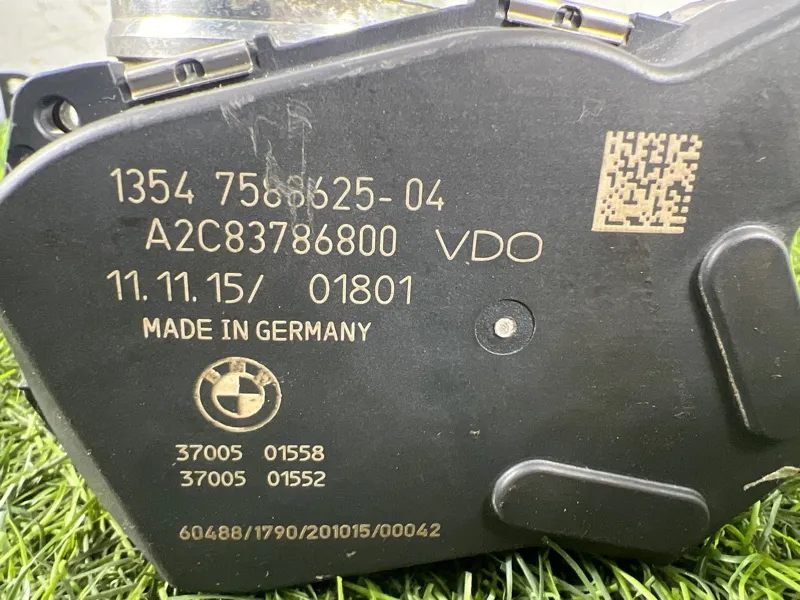 1354 7588625-04
A2C83786800 VDO
11.11.15/ 01801
MADE IN GERMANY
BMW
37005 01558
37005 01552
60488/1790/201015/00042